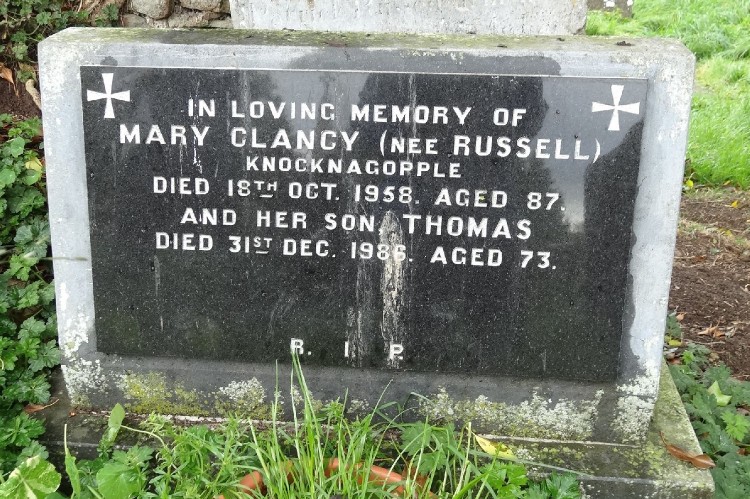 IN LOVING MEMORY OF
MARY CLANCY (NEE RUSSELL)
KNOCKNAGOPPLE
DIED 18TH OCT. 1958. AGED 87.
AND HER SON, THOMAS
DIED 31ST DEC. 1986. AGED 73.
R. I. P.